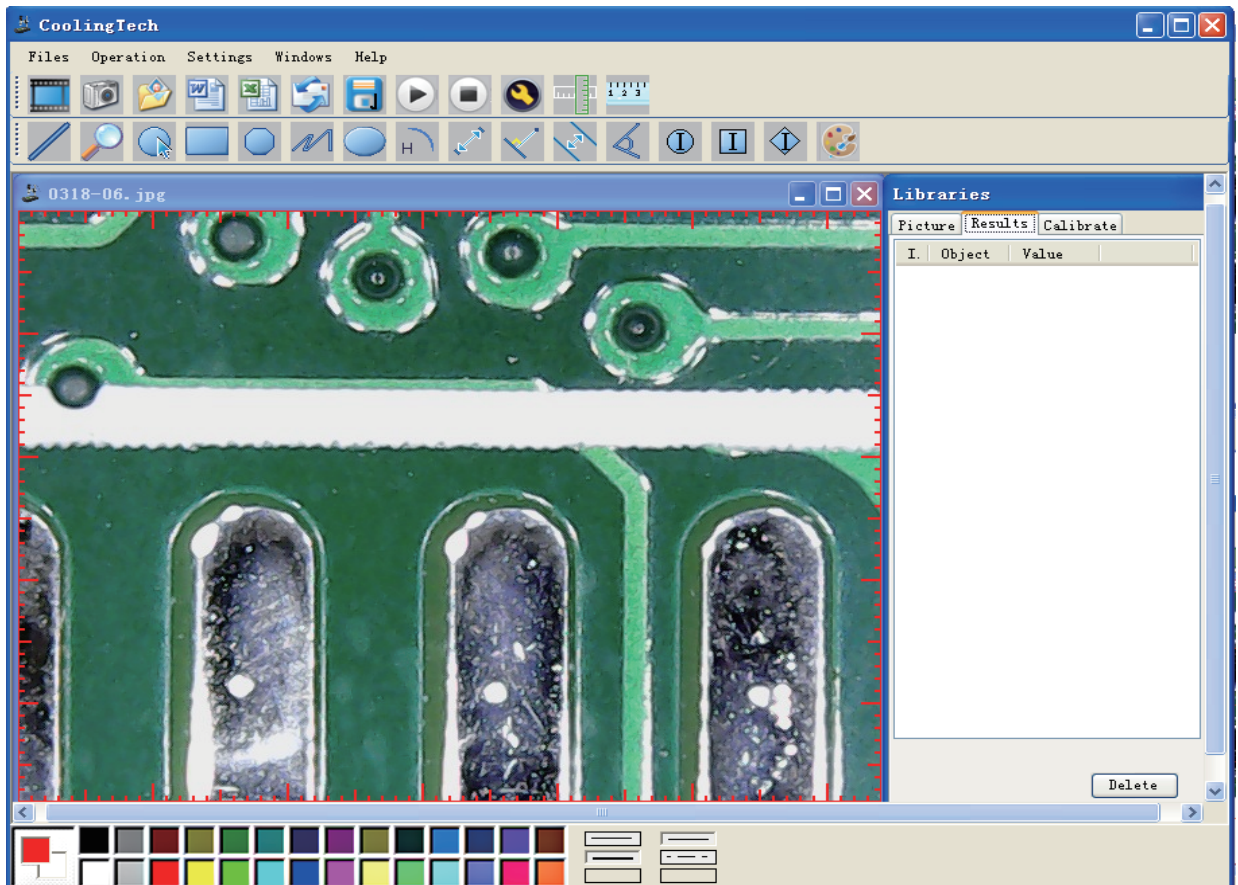 CoolingTech
Files Operation Settings Windows Help
W
1 2 3
H I I I
0318-06.jpg
Libraries
Picture Results Calibrate
I. Object Value
Delete